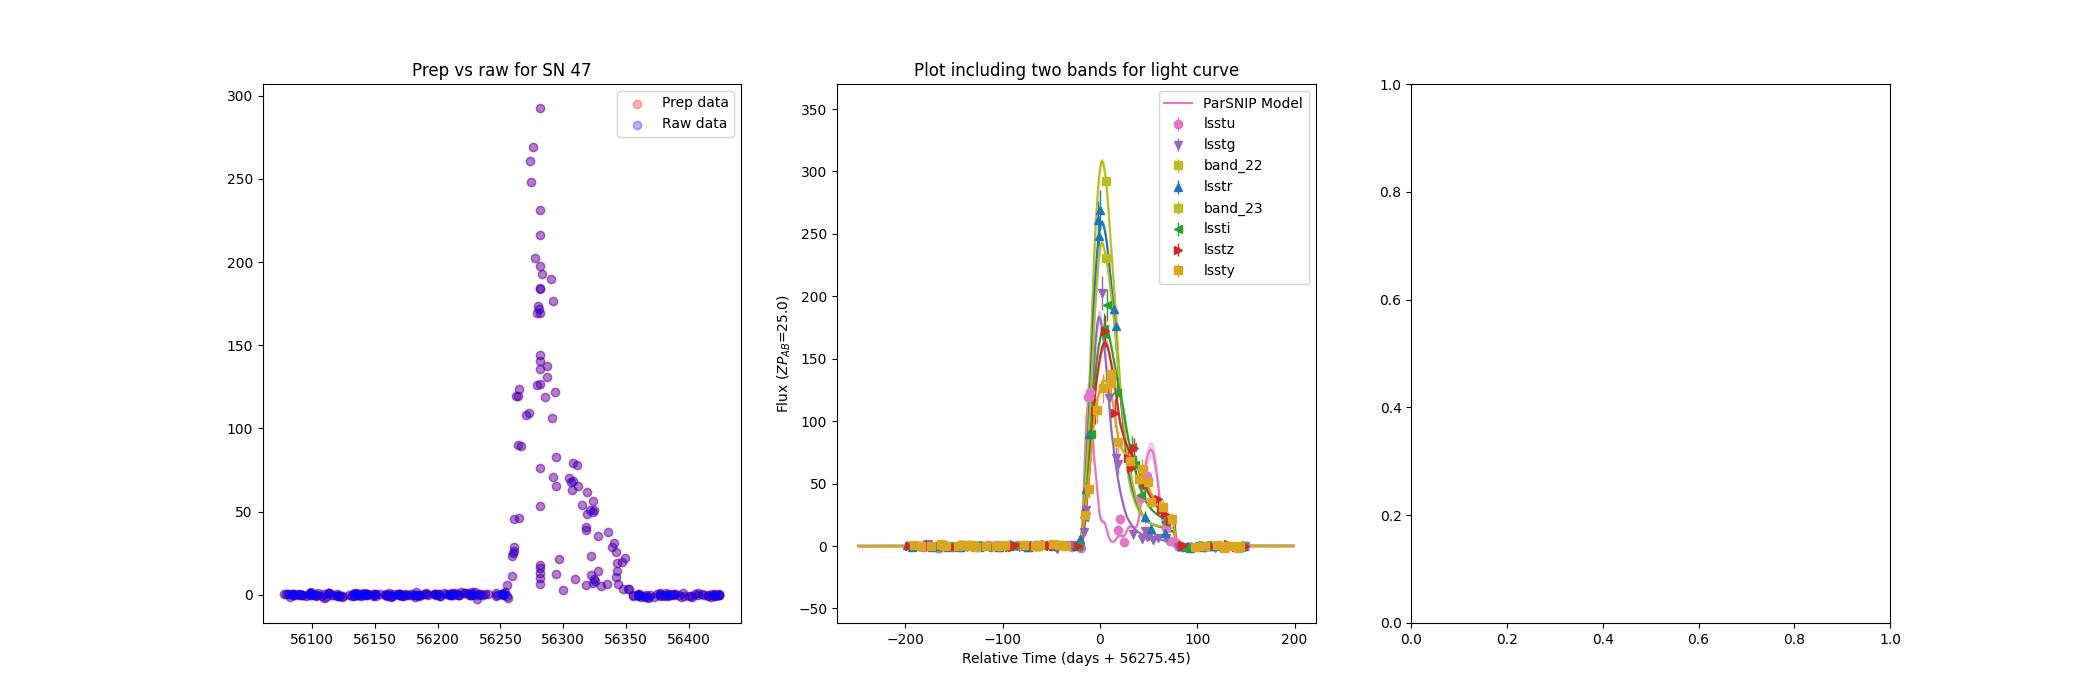 Prep vs raw for SN 47
300
250
200
150
100
50
0
56100 56150 56200 56250 56300 56350 56400
Prep data
Raw data
Plot including two bands for light curve
Flux (ZP_AB=25.0)
350
300
250
200
150
100
50
0
−50
−200 −100 0 100 200
Relative Time (days + 56275.45)
ParSNIP Model
lsstu
lsstg
band_22
lsstr
band_23
lssti
lsstz
lssty
1.0
0.8
0.6
0.4
0.2
0.0
0.0 0.2 0.4 0.6 0.8 1.0